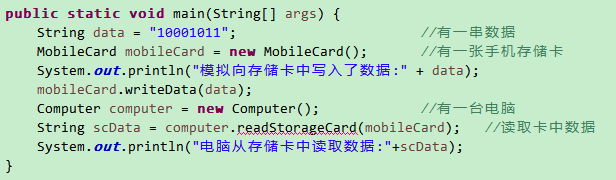 public static void main(String[] args) {
String data = "10001011"; //有一串数据
MobileCard mobileCard = new MobileCard(); //有一张手机存储卡
System.out.println("模拟向存储卡中写入了数据:" + data);
mobileCard.writeData(data);
Computer computer = new Computer(); //有一台电脑
String scData = computer.readStorageCard(mobileCard); //读取卡中数据
System.out.println("电脑从存储卡中读取数据:"+scData);
}